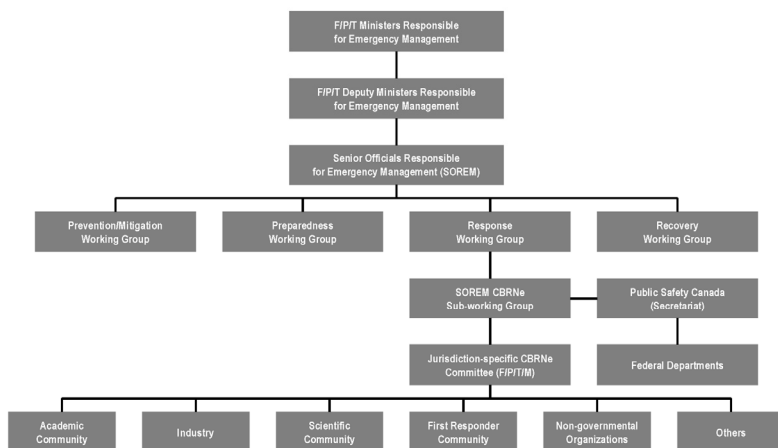 F/P/T Ministers Responsible
for Emergency Management
F/P/T Deputy Ministers Responsible
for Emergency Management
Senior Officials Responsible
for Emergency Management (SOREM)
Prevention/Mitigation
Working Group
Preparedness
Working Group
Response
Working Group
Recovery
Working Group
SOREM CBRNe
Sub-working Group
Public Safety Canada
(Secretariat)
Jurisdiction-specific CBRNe
Committee (F/P/T/M)
Federal Departments
Academic
Community
Industry
Scientific
Community
First Responder
Community
Non-governmental
Organizations
Others